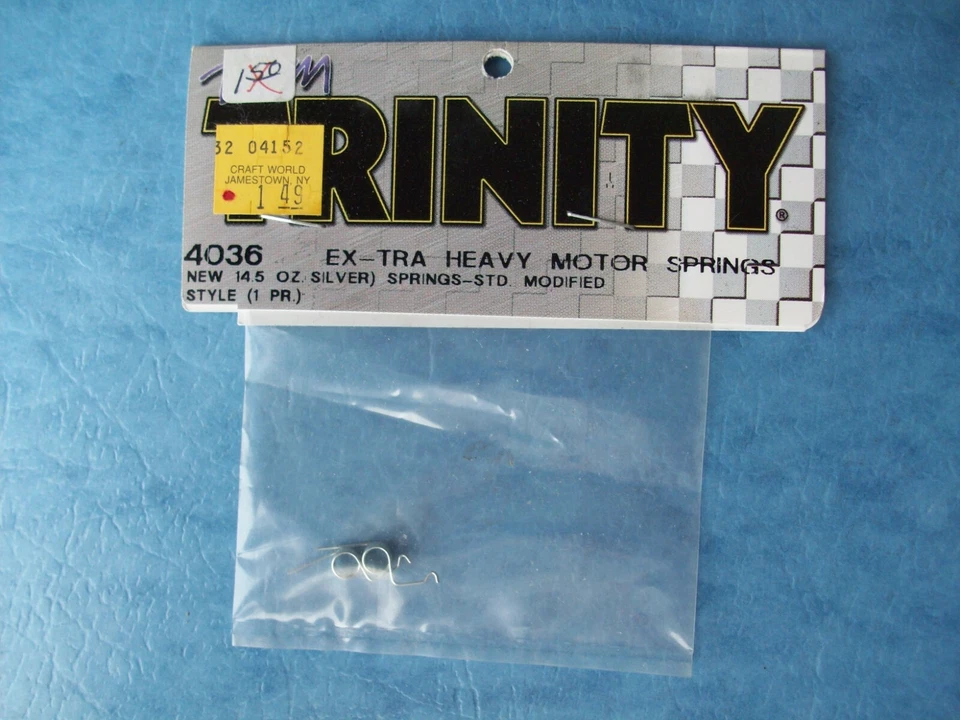 1 50
TRINITY
®
32 04152
CRAFT WORLD
JAMESTOWN, NY
1 49
4036 EX-TRA HEAVY MOTOR SPRINGS
NEW 14.5 OZ. SILVER) SPRINGS-STD. MODIFIED
STYLE (1 PR.)